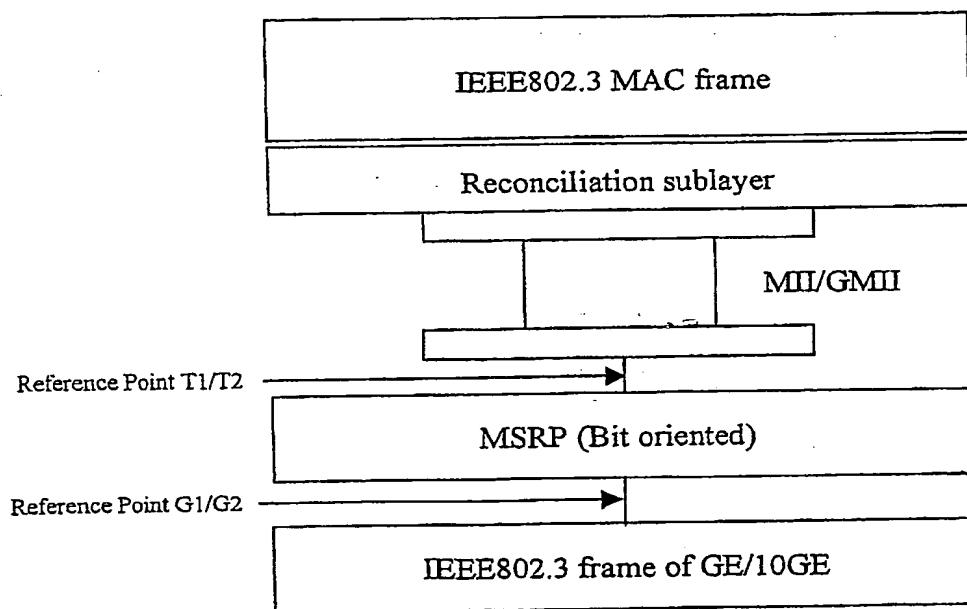 IEEE802.3 MAC frame
Reconciliation sublayer
MII/GMII
Reference Point T1/T2
MSRP (Bit oriented)
Reference Point G1/G2
IEEE802.3 frame of GE/10GE